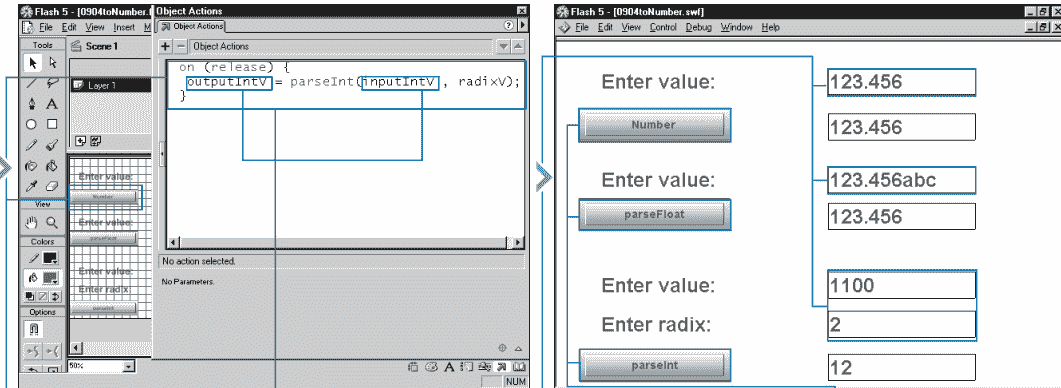 Flash 5 - [0904toNumber.f
File Edit View Insert M
Tools
Scene 1
Layer 1
Enter value:
Number
Enter value:
parseFloat
Enter value:
Enter radix:
parseInt
View
Colors
Options
50%
Object Actions
Object Actions
Object Actions
on (release) {
outputIntV = parseInt(inputIntV , radixV);
}
No action selected.
No Parameters.
NUM
Flash 5 - [0904toNumber.swf]
File Edit View Control Debug Window Help
Enter value: 123.456
Number 123.456
Enter value: 123.456abc
parseFloat 123.456
Enter value: 1100
Enter radix: 2
parseInt 12